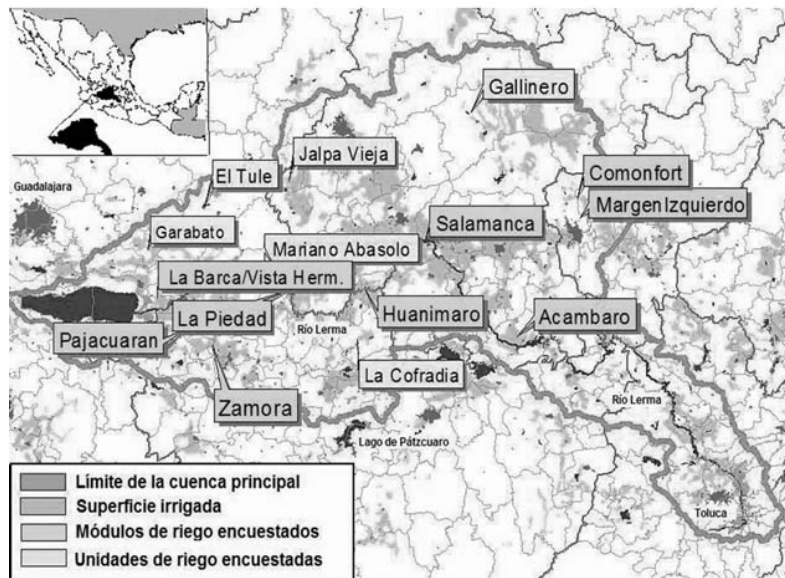 Gallinero
Jalpa Vieja
El Tule
Comonfort
Guadalajara
MargenIzquierdo
Salamanca
Garabato
Mariano Abasolo
La Barca/Vista Herm.
La Piedad
Huanimaro
Acambaro
Río Lerma
Pajacuaran
La Cofradia
Zamora
Río Lerma
Lago de Pátzcuaro
Toluca
Límite de la cuenca principal
Superficie irrigada
Módulos de riego encuestados
Unidades de riego encuestadas